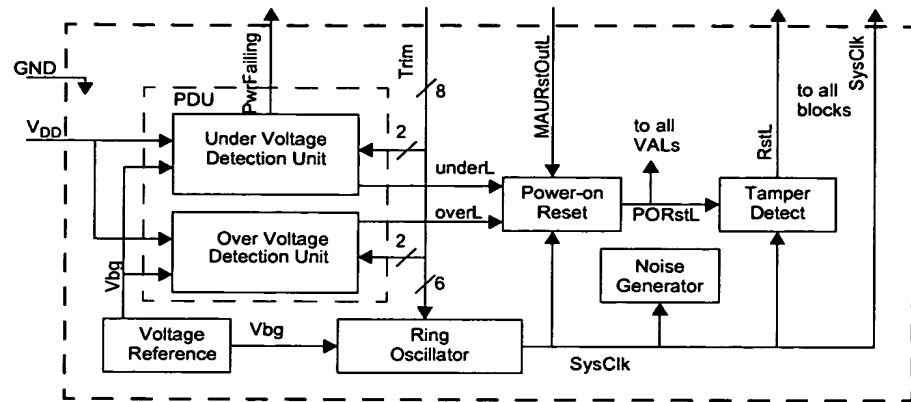 PwrFailing
Trim
8
MAURstOutL
RstL
to all
blocks
SysClk
GND
PDU
VDD
Under Voltage
Detection Unit
2
underL
to all
VALs
Power-on
Reset
PORstL
Tamper
Detect
overL
Over Voltage
Detection Unit
2
6
Vbg
Noise
Generator
Voltage
Reference
Vbg
Ring
Oscillator
SysClk